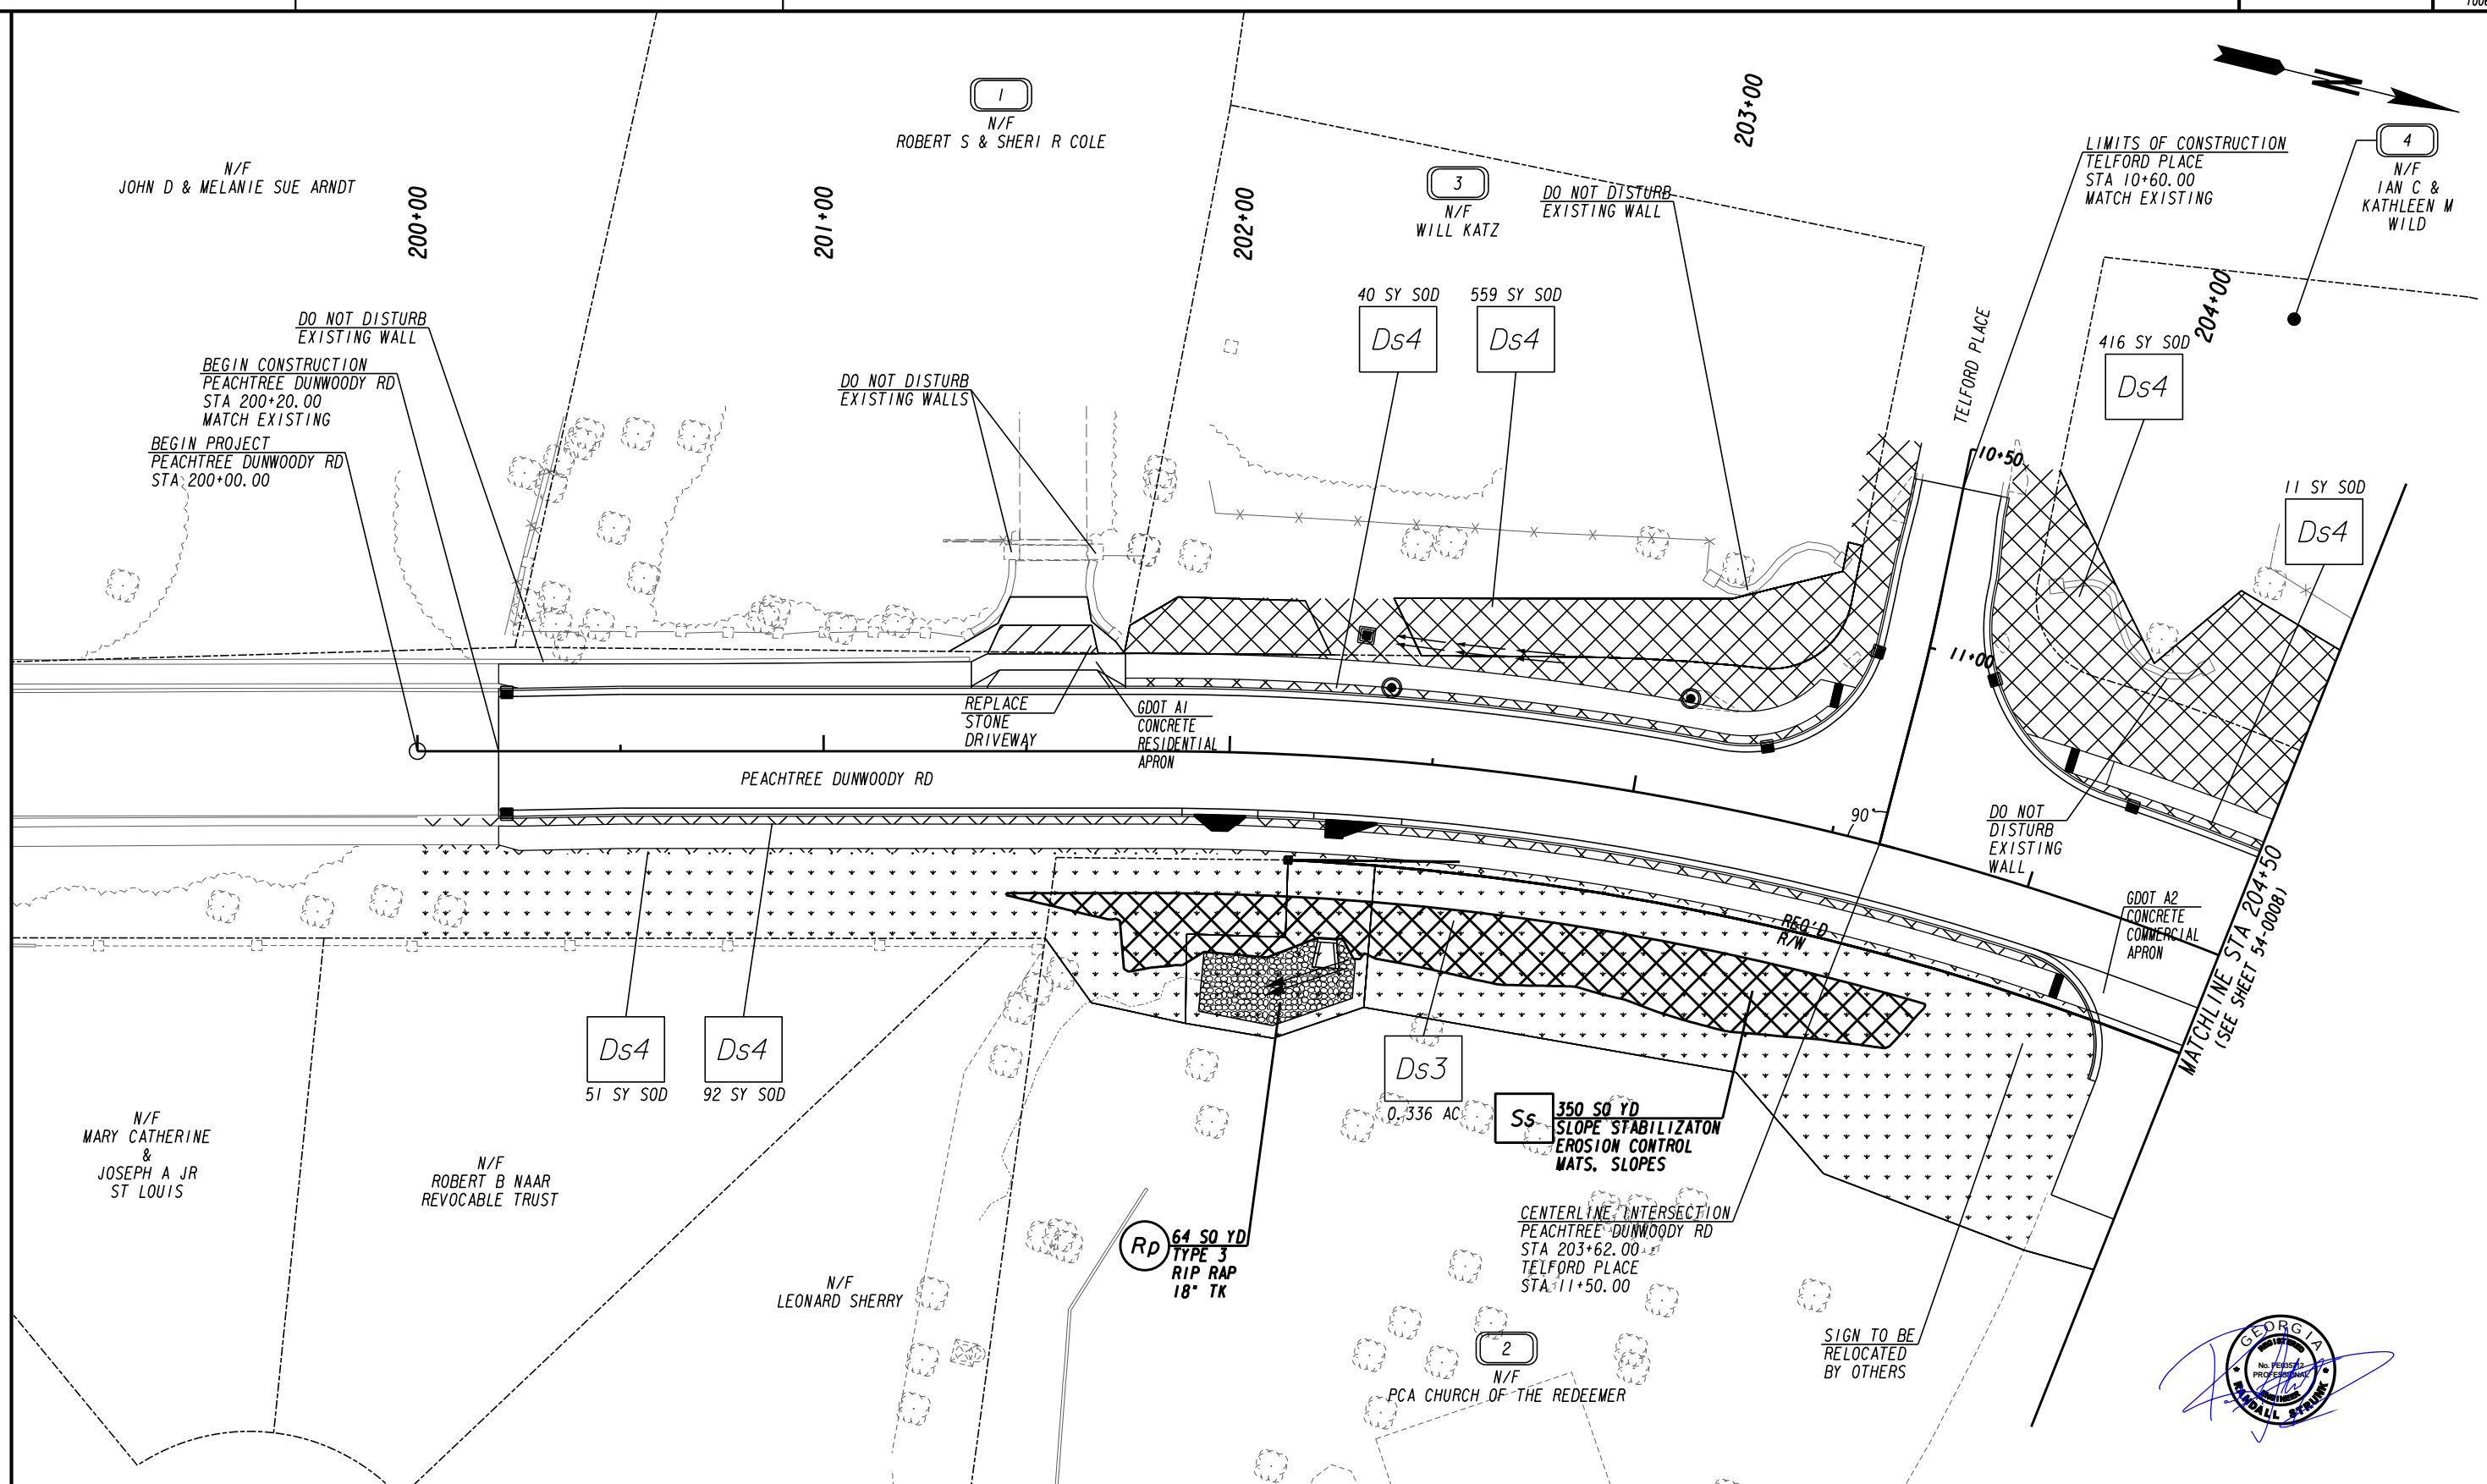 1
N/F
ROBERT S & SHERI R COLE
N/F
JOHN D & MELANIE SUE ARNDT
200+00
201+00
202+00
203+00
204+00
3
N/F
WILL KATZ
DO NOT DISTURB
EXISTING WALL
LIMITS OF CONSTRUCTION
TELFORD PLACE
STA 10+60.00
MATCH EXISTING
N
4
N/F
IAN C &
KATHLEEN M
WILD
DO NOT DISTURB
EXISTING WALL
BEGIN CONSTRUCTION
PEACHTREE DUNWOODY RD
STA 200+20.00
MATCH EXISTING
BEGIN PROJECT
PEACHTREE DUNWOODY RD
STA 200+00.00
DO NOT DISTURB
EXISTING WALLS
40 SY SOD
Ds4
559 SY SOD
Ds4
TELFORD PLACE
416 SY SOD
Ds4
11 SY SOD
Ds4
10+50
11+00
REPLACE
STONE
DRIVEWAY
GDOT A1
CONCRETE
RESIDENTIAL
APRON
PEACHTREE DUNWOODY RD
90°
DO NOT
DISTURB
EXISTING
WALL
GDOT A2
CONCRETE
COMMERCIAL
APRON
MATCHLINE STA 204+50
(SEE SHEET 54-0008)
REQ'D
R/W
Ds4
51 SY SOD
Ds4
92 SY SOD
Ds3
0.336 AC
Ss
350 SQ YD
SLOPE STABILIZATON
EROSION CONTROL
MATS, SLOPES
N/F
MARY CATHERINE
&
JOSEPH A JR
ST LOUIS
N/F
ROBERT B NAAR
REVOCABLE TRUST
N/F
LEONARD SHERRY
Rp
64 SQ YD
TYPE 3
RIP RAP
18" TK
CENTERLINE INTERSECTION
PEACHTREE DUNWOODY RD
STA 203+62.00
TELFORD PLACE
STA 11+50.00
2
N/F
PCA CHURCH OF THE REDEEMER
SIGN TO BE
RELOCATED
BY OTHERS
GEORGIA
REGISTERED
PROFESSIONAL
ENGINEER
RANDALL STRUNK